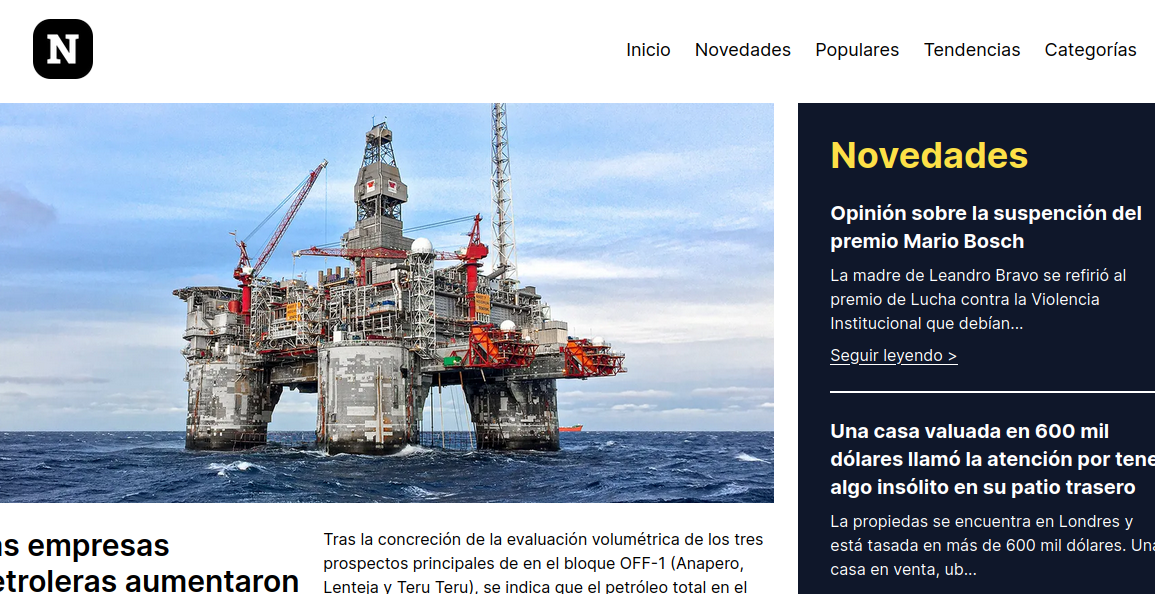 N
Inicio Novedades Populares Tendencias Categorías
Novedades
Opinión sobre la suspención del
premio Mario Bosch
La madre de Leandro Bravo se refirió al
premio de Lucha contra la Violencia
Institucional que debían...
Seguir leyendo >
Una casa valuada en 600 mil
dólares llamó la atención por tene
algo insólito en su patio trasero
La propiedas se encuentra en Londres y
está tasada en más de 600 mil dólares. Una
casa en venta, ub...
as empresas
etroleras aumentaron
Tras la concreción de la evaluación volumétrica de los tres
prospectos principales de en el bloque OFF-1 (Anapero,
Lenteja y Teru Teru), se indica que el petróleo total en el